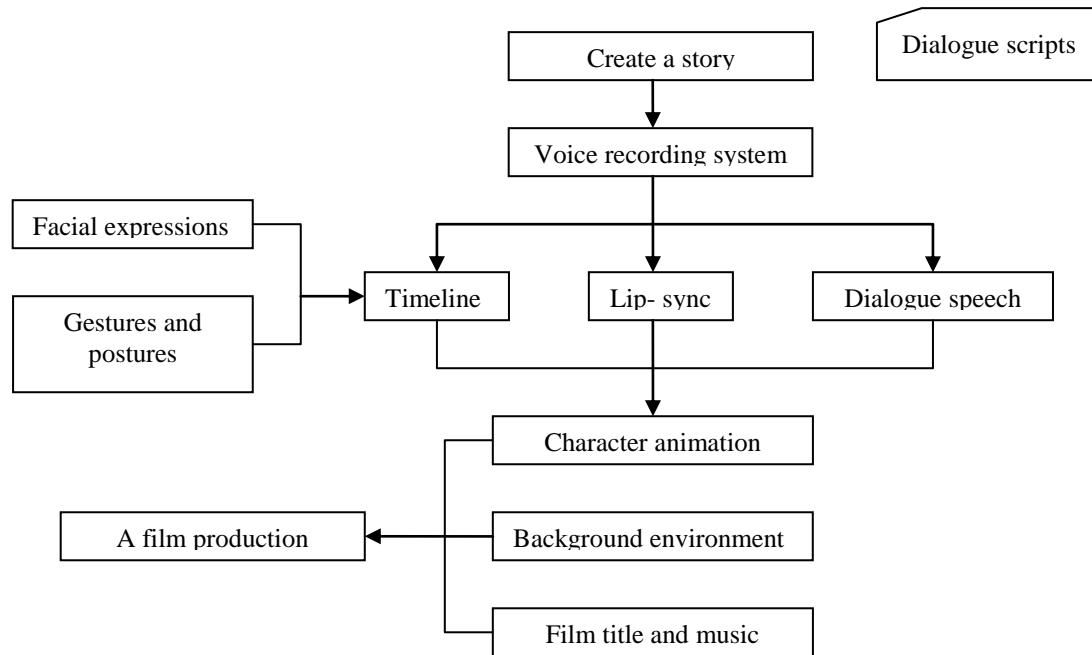 Create a story
Dialogue scripts
Voice recording system
Facial expressions
Gestures and
postures
Timeline
Lip- sync
Dialogue speech
Character animation
A film production
Background environment
Film title and music